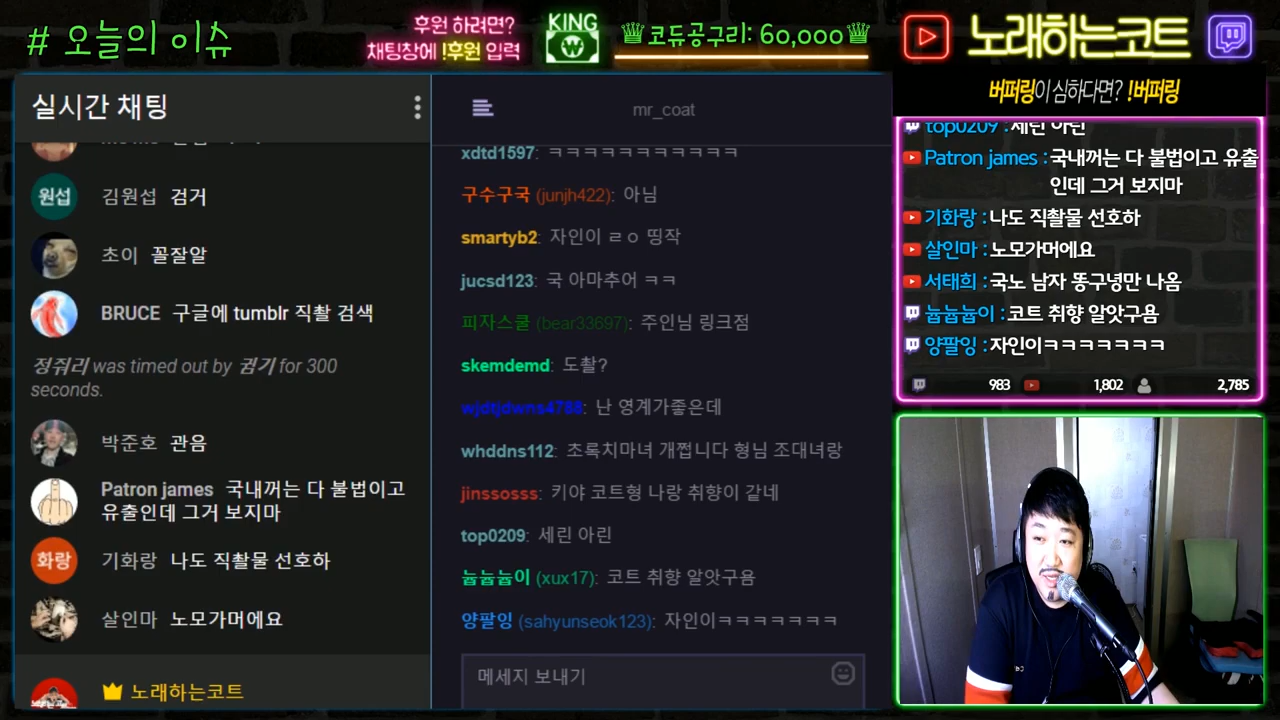 # 오늘의 이슈
후원 하려면?
채팅창에 !후원 입력
KING
₩
코듀공구리: 60,000
노래하는코트
버퍼링이 심하다면? !버퍼링
실시간 채팅
원섭 김원섭 검거
초이 꼴잘알
BRUCE 구글에 tumblr 직촬 검색
정줘리 was timed out by 권기 for 300
seconds.
박준호 관음
Patron james 국내꺼는 다 불법이고
유출인데 그거 보지마
화랑 기화랑 나도 직촬물 선호하
살인마 노모가머에요
노래하는코트
mr_coat
xdtd1597: ㅋㅋㅋㅋㅋㅋㅋㅋㅋㅋㅋ
구수구국 (junjh422): 아님
smartyb2: 자인이 ㄹㅇ 띵작
jucsd123: 국 아마추어 ㅋㅋ
피자스쿨 (bear33697): 주인님 링크점
skemdemd: 도촬?
wjdtjdwns4788: 난 영계가좋은데
whddns112: 초록치마녀 개쩝니다 형님 조대녀랑
jinssosss: 키야 코트형 나랑 취향이 같네
top0209: 세린 아린
눕눕눕이 (xux17): 코트 취향 알앗구욤
양팔잉 (sahyunseok123): 자인이ㅋㅋㅋㅋㅋㅋㅋ
메세지 보내기
top0209 : 세린 아린
Patron james : 국내꺼는 다 불법이고 유출
인데 그거 보지마
기화랑 : 나도 직촬물 선호하
살인마 : 노모가머에요
서태희 : 국노 남자 똥구녕만 나옴
눕눕눕이 : 코트 취향 알앗구욤
양팔잉 : 자인이ㅋㅋㅋㅋㅋㅋㅋ
983 1,802 2,785